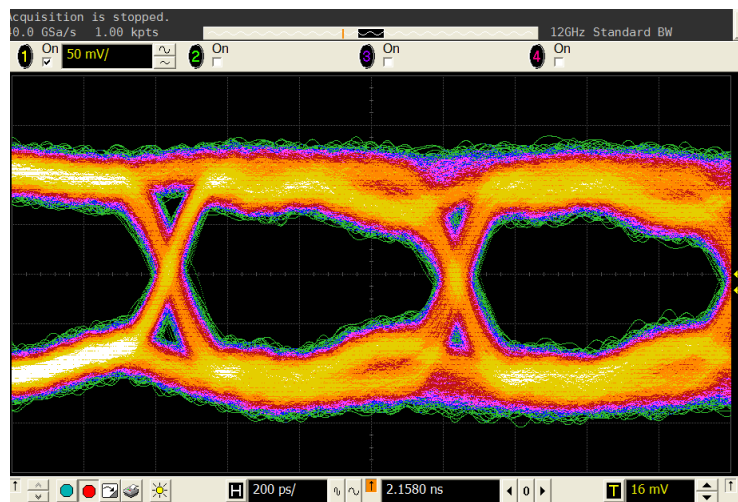 Acquisition is stopped.
40.0 GSa/s 1.00 kpts 12GHz Standard BW
1 On 50 mV/ 2 On 3 On 4 On
H 200 ps/ 2.1580 ns 0 T 16 mV